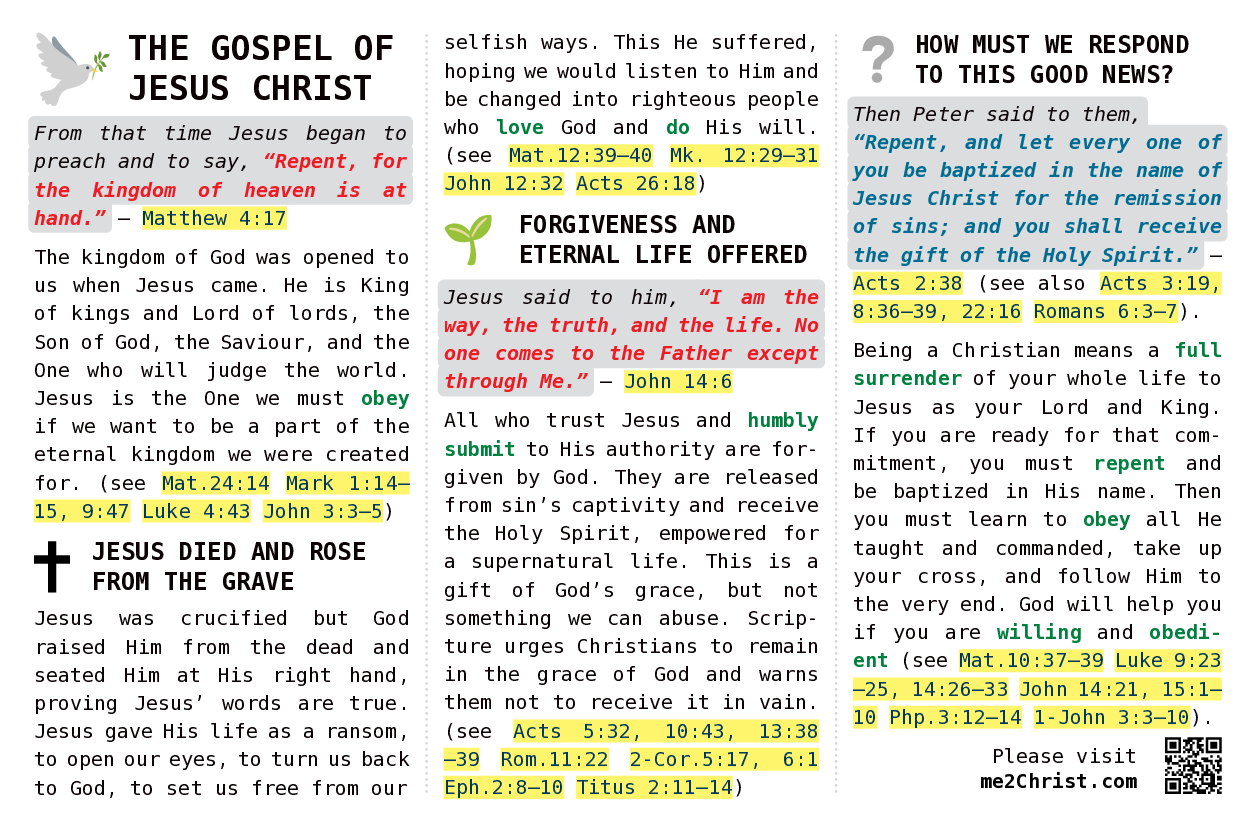 THE GOSPEL OF
JESUS CHRIST
From that time Jesus began to
preach and to say, “Repent, for
the kingdom of heaven is at
hand.” — Matthew 4:17
The kingdom of God was opened to
us when Jesus came. He is King
of kings and Lord of lords, the
Son of God, the Saviour, and the
One who will judge the world.
Jesus is the One we must obey
if we want to be a part of the
eternal kingdom we were created
for. (see Mat.24:14 Mark 1:14–
15, 9:47 Luke 4:43 John 3:3–5)
JESUS DIED AND ROSE
FROM THE GRAVE
Jesus was crucified but God
raised Him from the dead and
seated Him at His right hand,
proving Jesus’ words are true.
Jesus gave His life as a ransom,
to open our eyes, to turn us back
to God, to set us free from our
selfish ways. This He suffered,
hoping we would listen to Him and
be changed into righteous people
who love God and do His will.
(see Mat.12:39–40 Mk. 12:29–31
John 12:32 Acts 26:18)
FORGIVENESS AND
ETERNAL LIFE OFFERED
Jesus said to him, “I am the
way, the truth, and the life. No
one comes to the Father except
through Me.” — John 14:6
All who trust Jesus and humbly
submit to His authority are for-
given by God. They are released
from sin’s captivity and receive
the Holy Spirit, empowered for
a supernatural life. This is a
gift of God’s grace, but not
something we can abuse. Scrip-
ture urges Christians to remain
in the grace of God and warns
them not to receive it in vain.
(see Acts 5:32, 10:43, 13:38
–39 Rom.11:22 2-Cor.5:17, 6:1
Eph.2:8–10 Titus 2:11–14)
HOW MUST WE RESPOND
TO THIS GOOD NEWS?
Then Peter said to them,
“Repent, and let every one of
you be baptized in the name of
Jesus Christ for the remission
of sins; and you shall receive
the gift of the Holy Spirit.” —
Acts 2:38 (see also Acts 3:19,
8:36–39, 22:16 Romans 6:3–7).
Being a Christian means a full
surrender of your whole life to
Jesus as your Lord and King.
If you are ready for that com-
mitment, you must repent and
be baptized in His name. Then
you must learn to obey all He
taught and commanded, take up
your cross, and follow Him to
the very end. God will help you
if you are willing and obedi-
ent (see Mat.10:37–39 Luke 9:23
–25, 14:26–33 John 14:21, 15:1–
10 Php.3:12–14 1-John 3:3–10).
Please visit
me2Christ.com